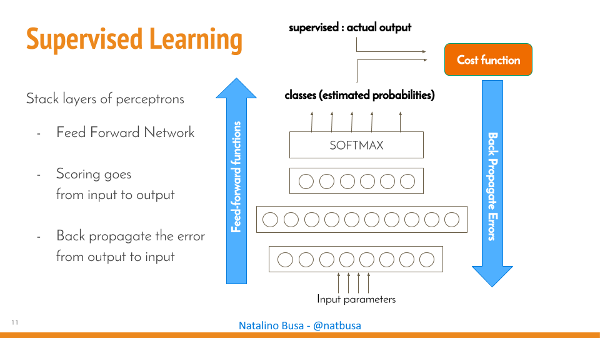 Supervised Learning
Stack layers of perceptrons
- Feed Forward Network
- Scoring goes
from input to output
- Back propagate the error
from output to input
supervised : actual output
Cost function
classes (estimated probabilities)
SOFTMAX
Feed-forward functions
Back Propagate Errors
Input parameters
11
Natalino Busa - @natbusa